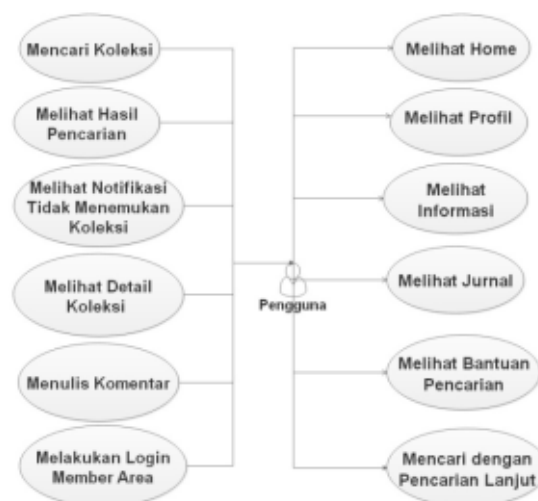 Mencari Koleksi
Melihat Hasil
Pencarian
Melihat Notifikasi
Tidak Menemukan
Koleksi
Melihat Detail
Koleksi
Menulis Komentar
Melakukan Login
Member Area
Pengguna
Melihat Home
Melihat Profil
Melihat
Informasi
Melihat Jurnal
Melihat Bantuan
Pencarian
Mencari dengan
Pencarian Lanjut